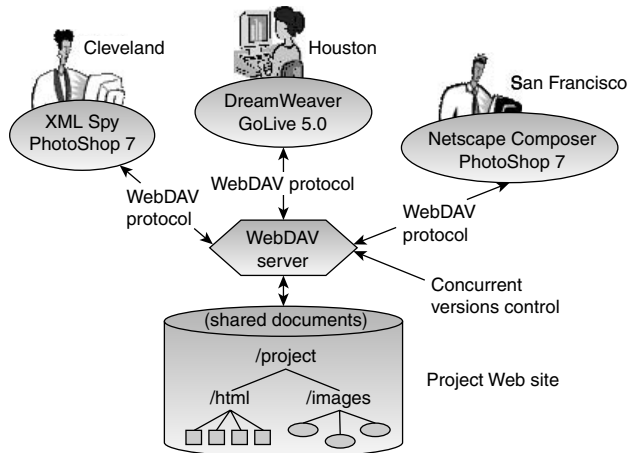 Cleveland
Houston
San Francisco
XML Spy
PhotoShop 7
DreamWeaver
GoLive 5.0
Netscape Composer
PhotoShop 7
WebDAV
protocol
WebDAV protocol
WebDAV
protocol
WebDAV
server
Concurrent
versions control
(shared documents)
/project
/html
/images
Project Web site